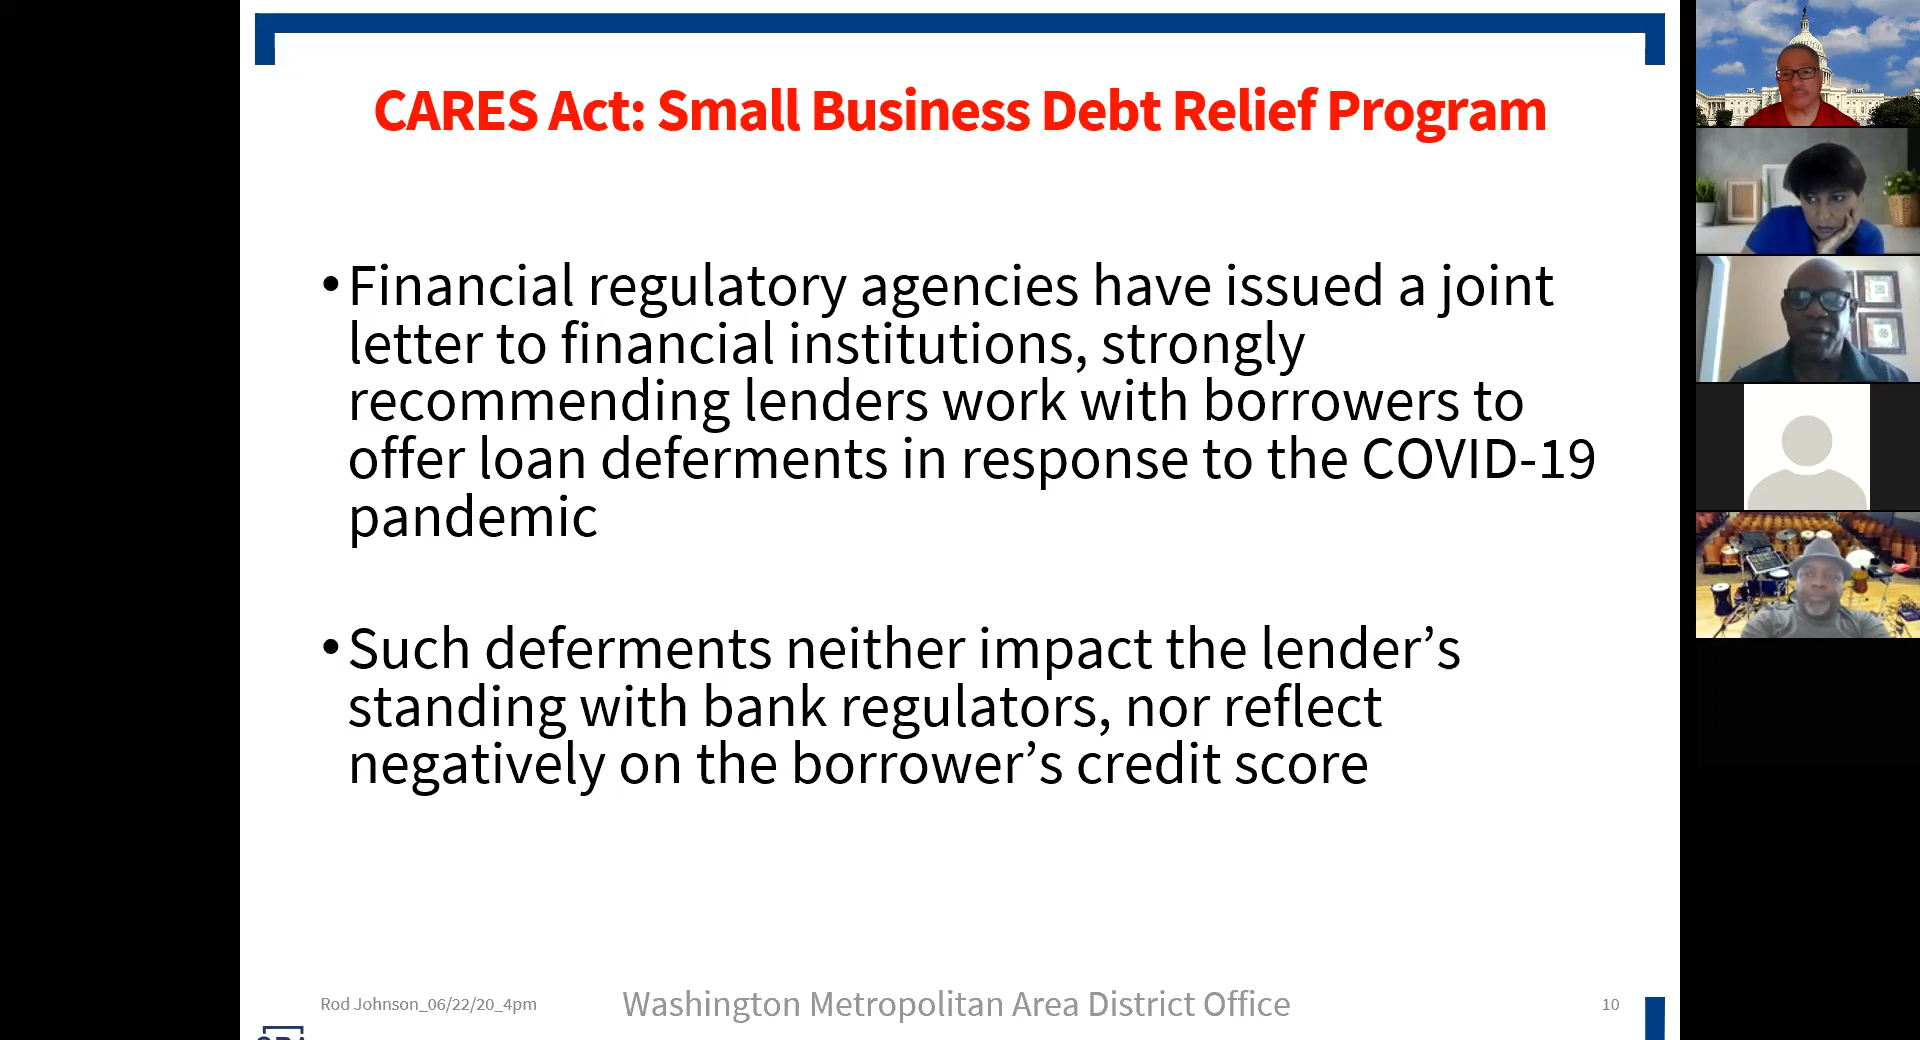 CARES Act: Small Business Debt Relief Program
•Financial regulatory agencies have issued a joint
letter to financial institutions, strongly
recommending lenders work with borrowers to
offer loan deferments in response to the COVID-19
pandemic
•Such deferments neither impact the lender’s
standing with bank regulators, nor reflect
negatively on the borrower’s credit score
Rod Johnson_06/22/20_4pm
Washington Metropolitan Area District Office
10